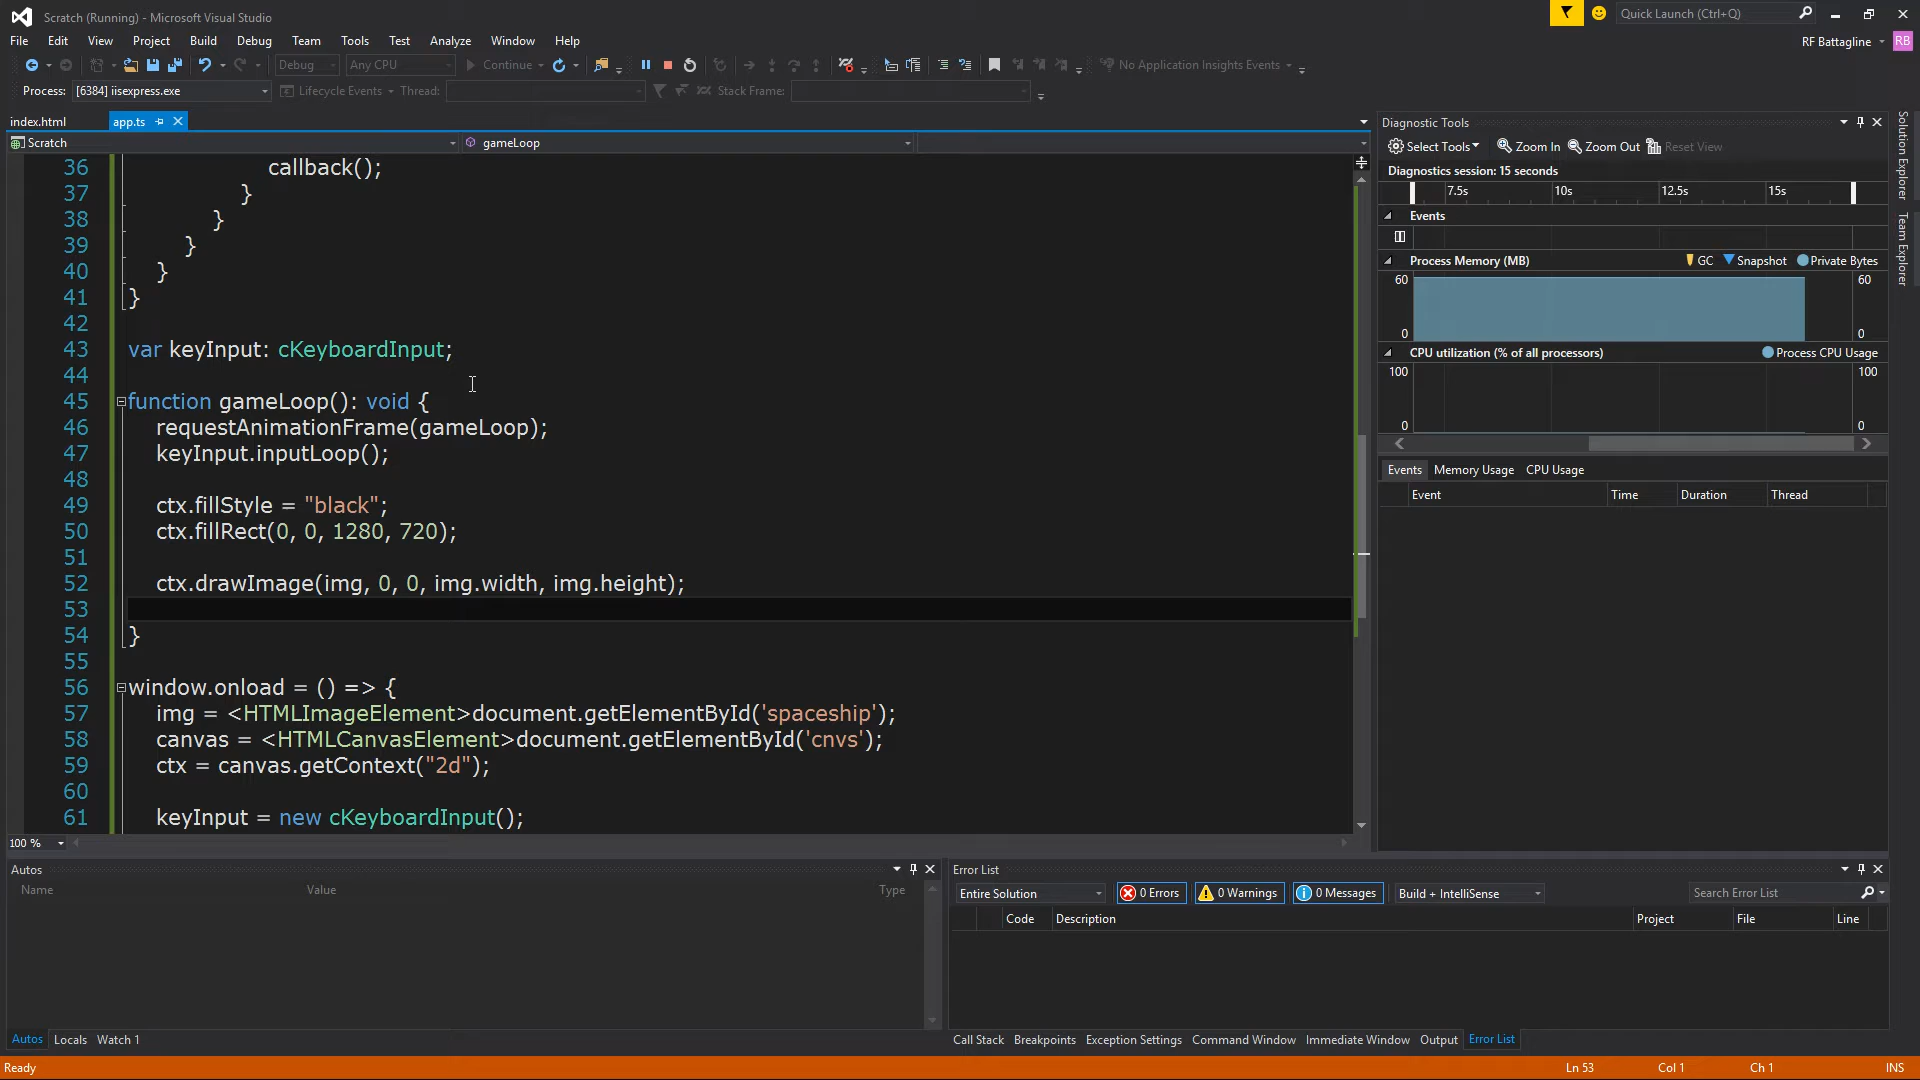 Scratch (Running) - Microsoft Visual Studio
Quick Launch (Ctrl+Q)
File Edit View Project Build Debug Team Tools Test Analyze Window Help
RF Battagline RB
Debug Any CPU Continue No Application Insights Events
Process: [6384] iisexpress.exe Lifecycle Events Thread: Stack Frame:
index.html app.ts
Scratch gameLoop
36 callback();
37 }
38 }
39 }
40 }
41 }
42
43 var keyInput: cKeyboardInput;
44
45 function gameLoop(): void {
46 requestAnimationFrame(gameLoop);
47 keyInput.inputLoop();
48
49 ctx.fillStyle = "black";
50 ctx.fillRect(0, 0, 1280, 720);
51
52 ctx.drawImage(img, 0, 0, img.width, img.height);
53
54 }
55
56 window.onload = () => {
57 img = <HTMLImageElement>document.getElementById('spaceship');
58 canvas = <HTMLCanvasElement>document.getElementById('cnvs');
59 ctx = canvas.getContext("2d");
60
61 keyInput = new cKeyboardInput();
100 %
Diagnostic Tools
Select Tools Zoom In Zoom Out Reset View
Diagnostics session: 15 seconds
7.5s 10s 12.5s 15s
Events
Process Memory (MB) GC Snapshot Private Bytes
60 60
0 0
CPU utilization (% of all processors) Process CPU Usage
100 100
0 0
Events Memory Usage CPU Usage
Event Time Duration Thread
Solution Explorer
Team Explorer
Autos
Name Value Type
Autos Locals Watch 1
Error List
Entire Solution 0 Errors 0 Warnings 0 Messages Build + IntelliSense Search Error List
Code Description Project File Line
Call Stack Breakpoints Exception Settings Command Window Immediate Window Output Error List
Ready Ln 53 Col 1 Ch 1 INS